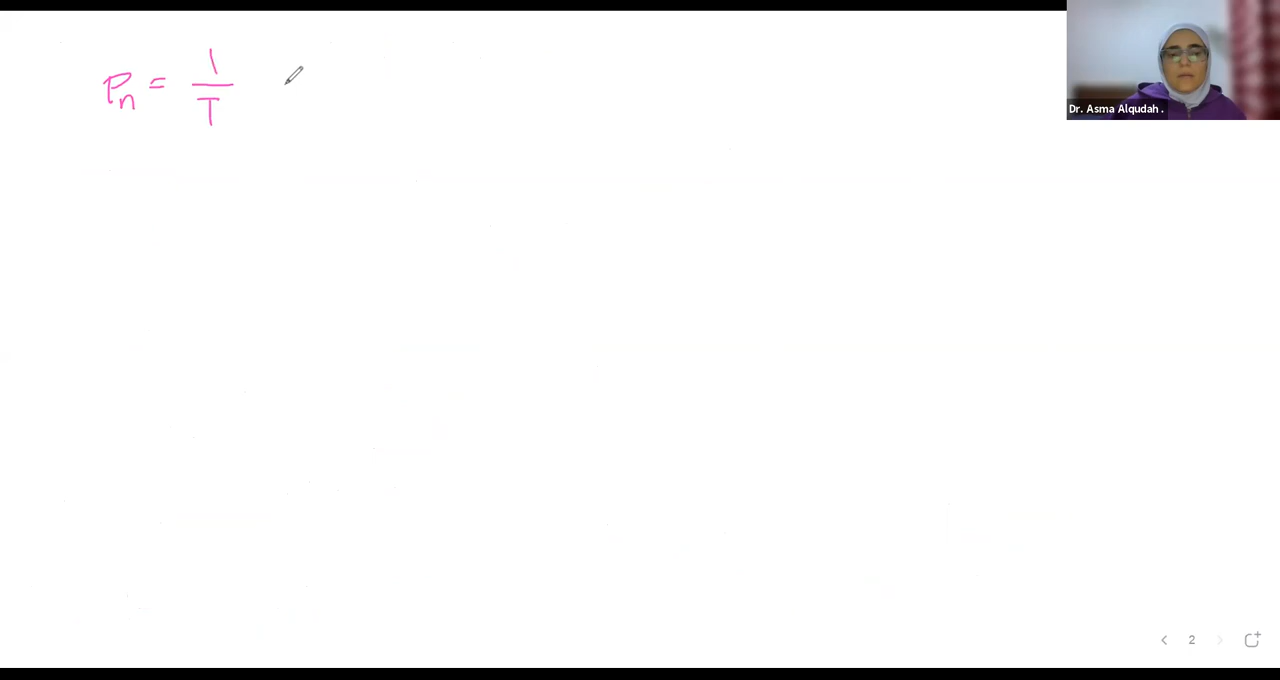 Pn = 1/T
Dr. Asma Alqudah .
2